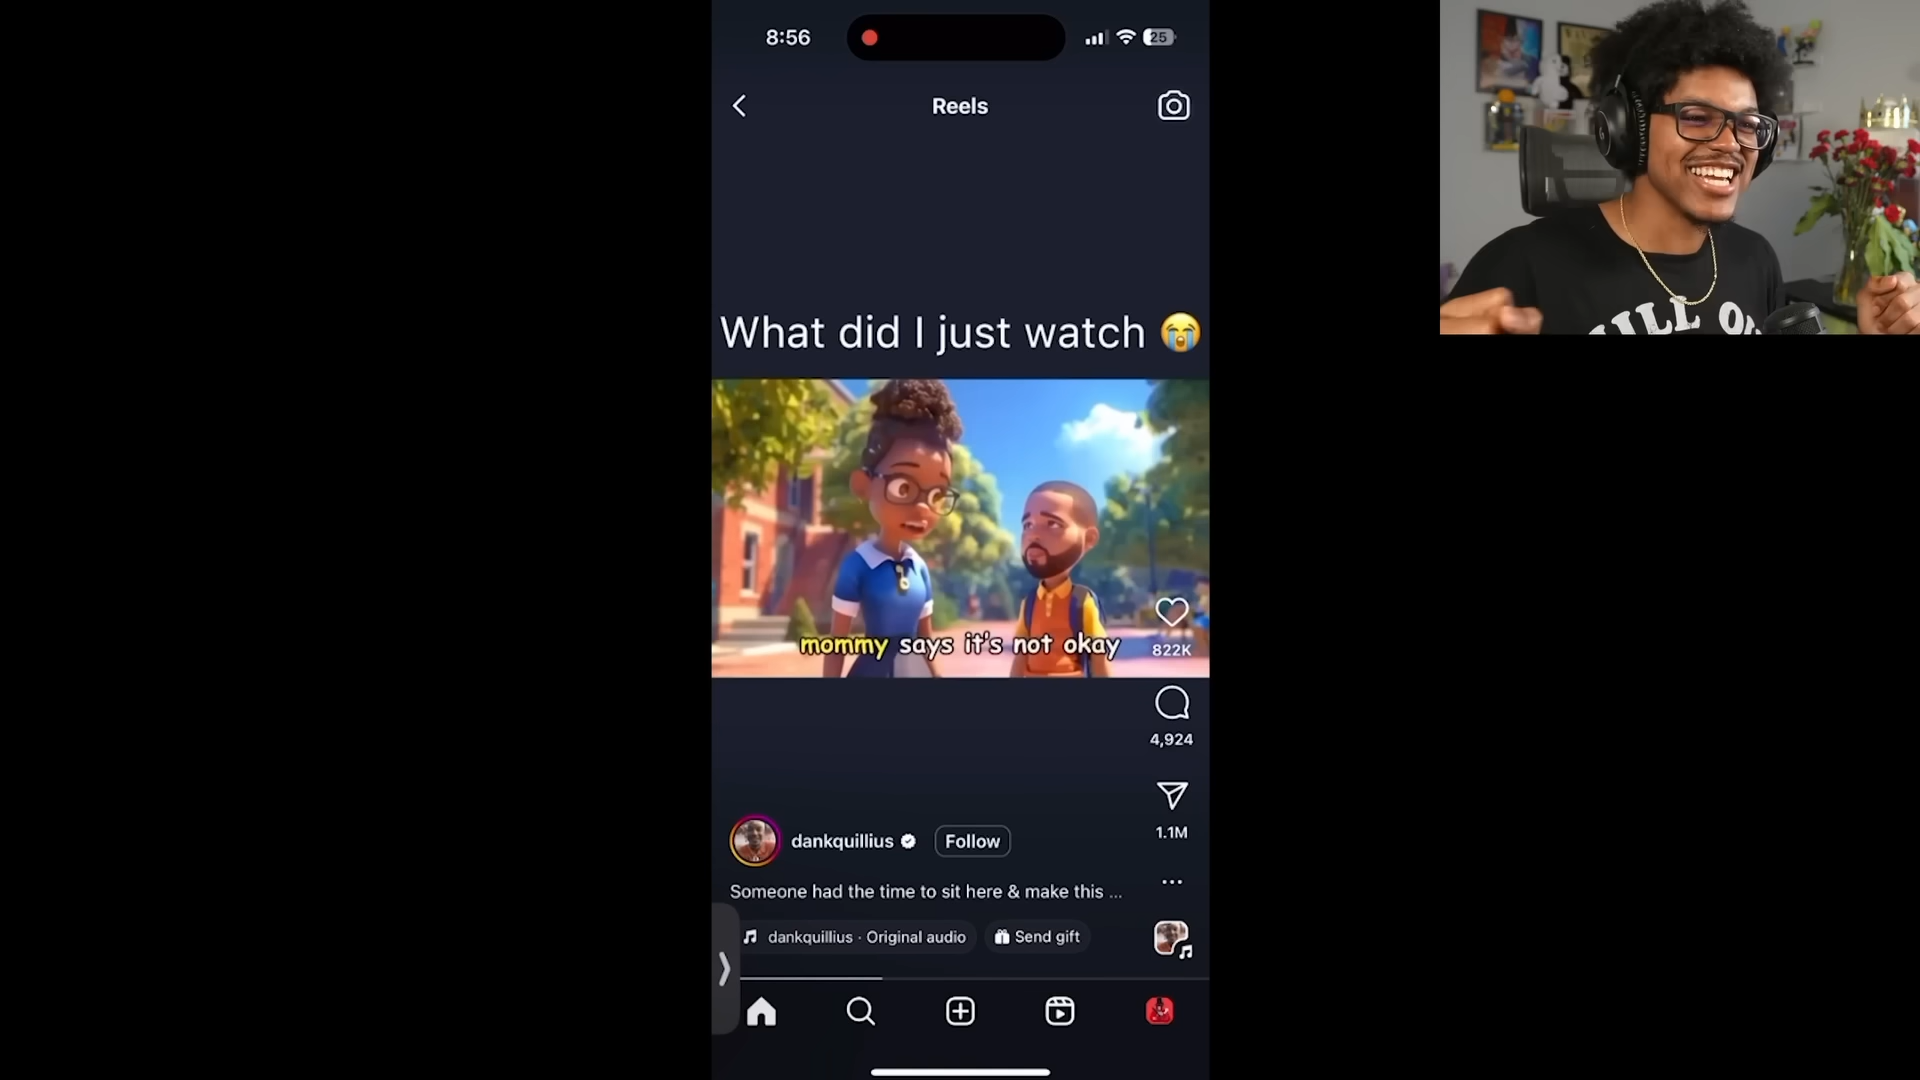 8:56
25
Reels
What did I just watch 😭
mommy says it's not okay
822K
4,924
1.1M
dankquillius
Follow
Someone had the time to sit here & make this ...
dankquillius · Original audio
Send gift